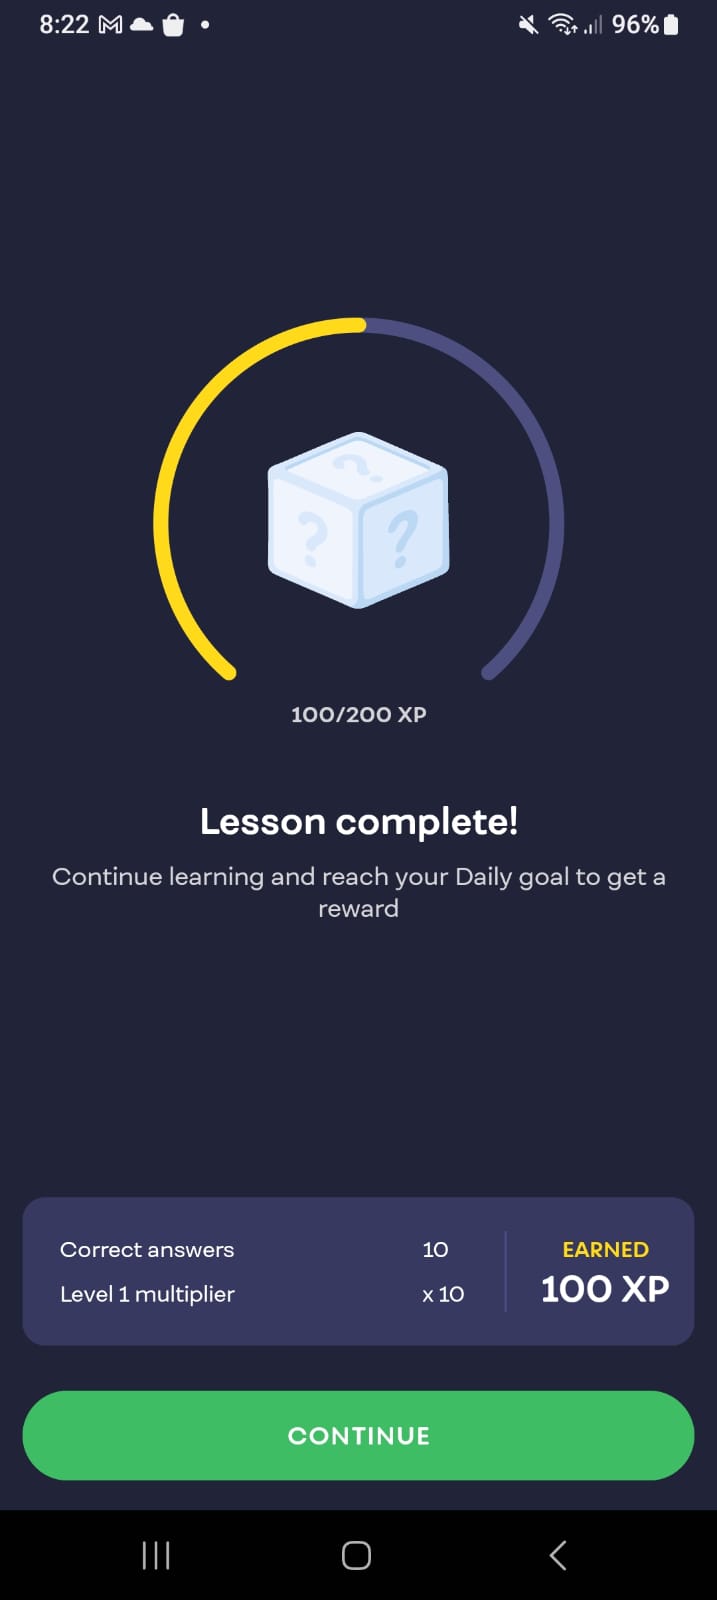 8:22
96%
? ? ?
100/200 XP
Lesson complete!
Continue learning and reach your Daily goal to get a
reward
Correct answers 10
Level 1 multiplier x 10
EARNED
100 XP
CONTINUE